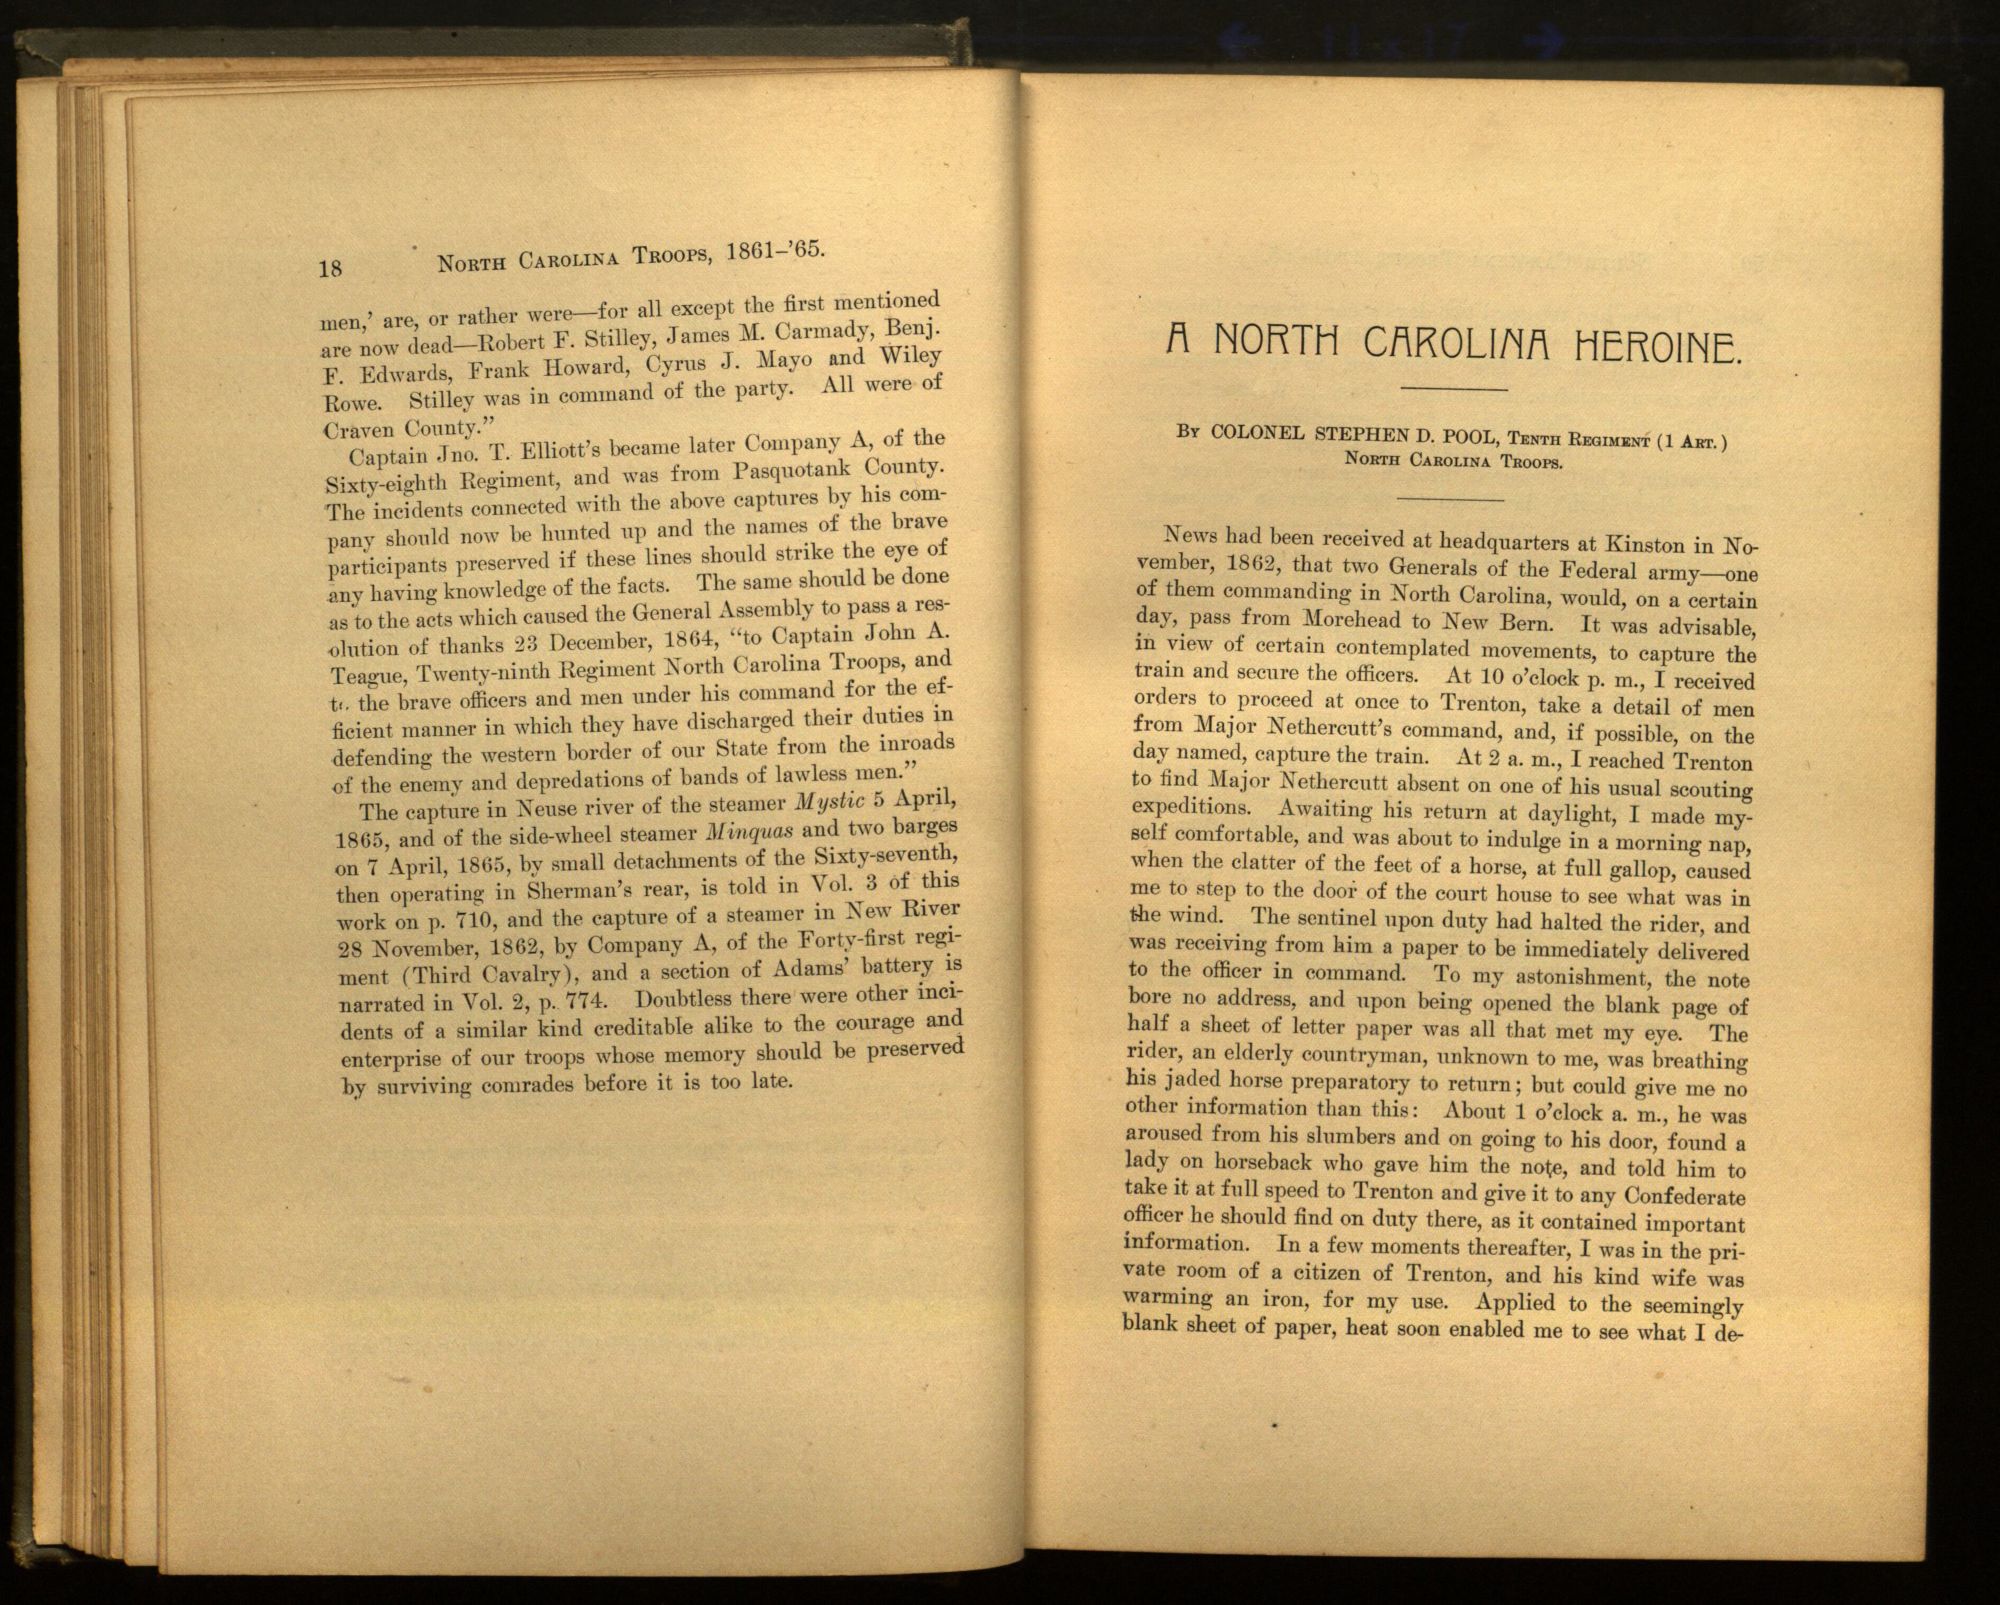 18 North Carolina Troops, 1861–'65.
men,' are, or rather were—for all except the first mentioned
are now dead—Robert F. Stilley, James M. Carmady, Benj.
F. Edwards, Frank Howard, Cyrus J. Mayo and Wiley
Rowe. Stilley was in command of the party. All were of
Craven County."
Captain Jno. T. Elliott's became later Company A, of the
Sixty-eighth Regiment, and was from Pasquotank County.
The incidents connected with the above captures by his com-
pany should now be hunted up and the names of the brave
participants preserved if these lines should strike the eye of
any having knowledge of the facts. The same should be done
as to the acts which caused the General Assembly to pass a res-
olution of thanks 23 December, 1864, "to Captain John A.
Teague, Twenty-ninth Regiment North Carolina Troops, and
to the brave officers and men under his command for the ef-
ficient manner in which they have discharged their duties in
defending the western border of our State from the inroads
of the enemy and depredations of bands of lawless men."
The capture in Neuse river of the steamer Mystic 5 April,
1865, and of the side-wheel steamer Minquas and two barges
on 7 April, 1865, by small detachments of the Sixty-seventh,
then operating in Sherman's rear, is told in Vol. 3 of this
work on p. 710, and the capture of a steamer in New River
28 November, 1862, by Company A, of the Forty-first regi-
ment (Third Cavalry), and a section of Adams' battery is
narrated in Vol. 2, p. 774. Doubtless there were other inci-
dents of a similar kind creditable alike to the courage and
enterprise of our troops whose memory should be preserved
by surviving comrades before it is too late.
← 11 x 17 →
A NORTH CAROLINA HEROINE.
By COLONEL STEPHEN D. POOL, Tenth Regiment (1 Art.)
North Carolina Troops.
News had been received at headquarters at Kinston in No-
vember, 1862, that two Generals of the Federal army—one
of them commanding in North Carolina, would, on a certain
day, pass from Morehead to New Bern. It was advisable,
in view of certain contemplated movements, to capture the
train and secure the officers. At 10 o'clock p. m., I received
orders to proceed at once to Trenton, take a detail of men
from Major Nethercutt's command, and, if possible, on the
day named, capture the train. At 2 a. m., I reached Trenton
to find Major Nethercutt absent on one of his usual scouting
expeditions. Awaiting his return at daylight, I made my-
self comfortable, and was about to indulge in a morning nap,
when the clatter of the feet of a horse, at full gallop, caused
me to step to the door of the court house to see what was in
the wind. The sentinel upon duty had halted the rider, and
was receiving from him a paper to be immediately delivered
to the officer in command. To my astonishment, the note
bore no address, and upon being opened the blank page of
half a sheet of letter paper was all that met my eye. The
rider, an elderly countryman, unknown to me, was breathing
his jaded horse preparatory to return; but could give me no
other information than this: About 1 o'clock a. m., he was
aroused from his slumbers and on going to his door, found a
lady on horseback who gave him the note, and told him to
take it at full speed to Trenton and give it to any Confederate
officer he should find on duty there, as it contained important
information. In a few moments thereafter, I was in the pri-
vate room of a citizen of Trenton, and his kind wife was
warming an iron, for my use. Applied to the seemingly
blank sheet of paper, heat soon enabled me to see what I de-